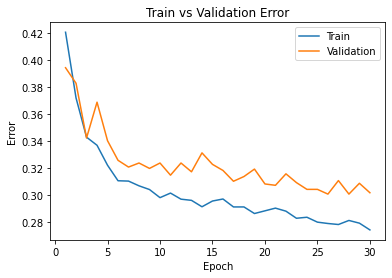 Train vs Validation Error
Train
Validation
Error
0.42
0.40
0.38
0.36
0.34
0.32
0.30
0.28
0 5 10 15 20 25 30
Epoch